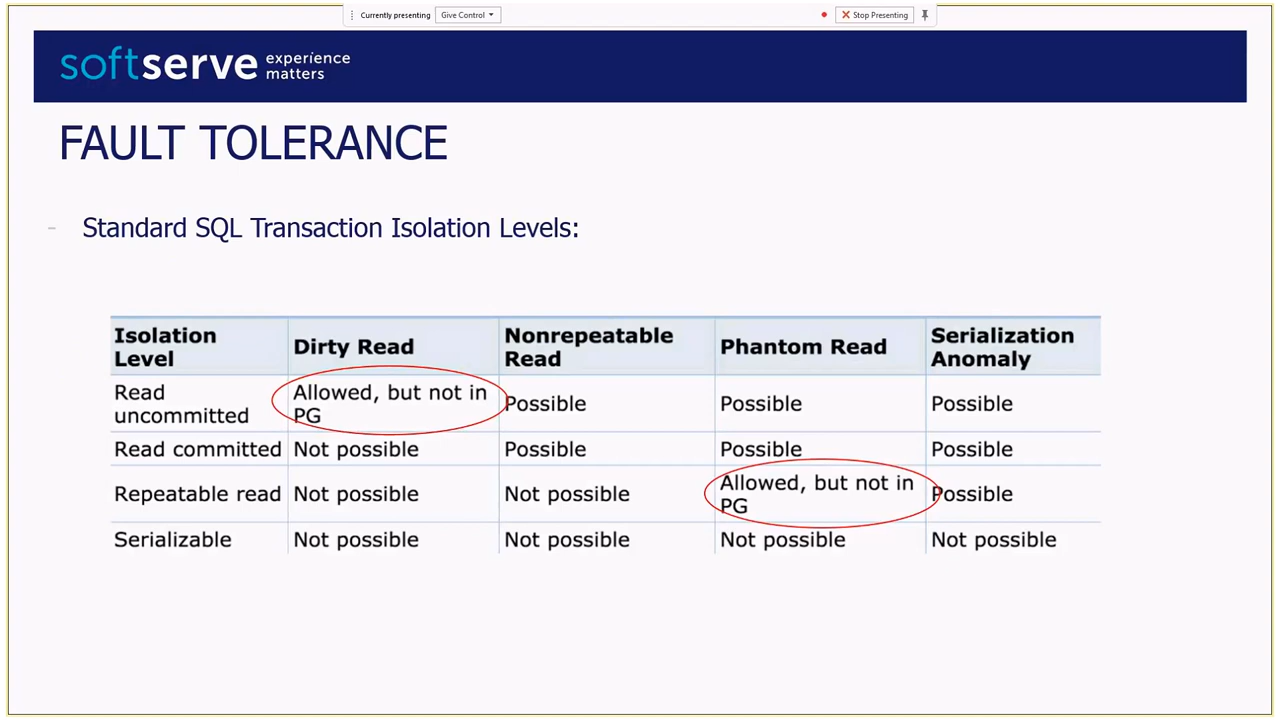 Currently presenting Give Control Stop Presenting
softserve experience
matters
FAULT TOLERANCE
- Standard SQL Transaction Isolation Levels:
Isolation Level Dirty Read Nonrepeatable Read Phantom Read Serialization Anomaly
Read uncommitted Allowed, but not in PG Possible Possible Possible
Read committed Not possible Possible Possible Possible
Repeatable read Not possible Not possible Allowed, but not in PG Possible
Serializable Not possible Not possible Not possible Not possible